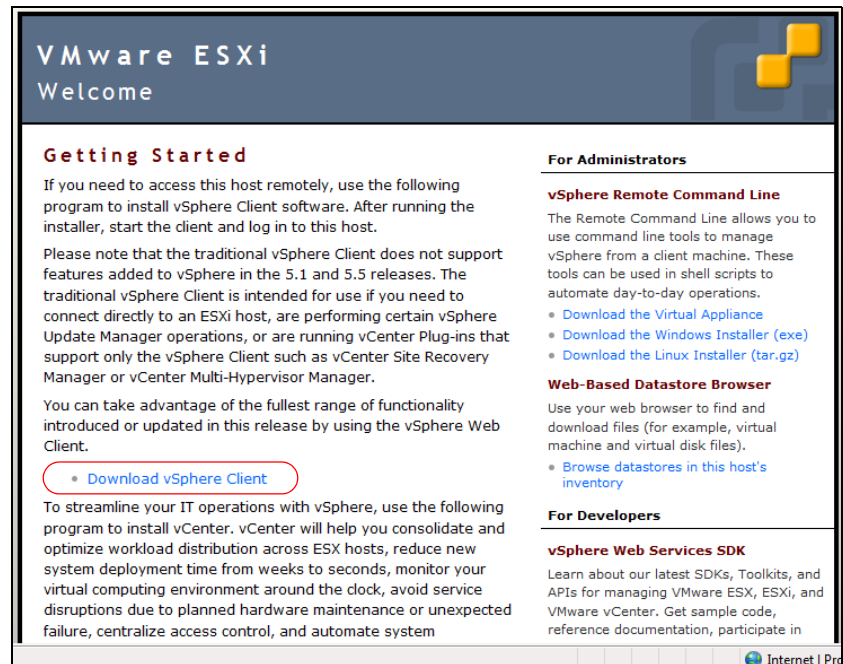 VMware ESXi
Welcome
Getting Started
If you need to access this host remotely, use the following
program to install vSphere Client software. After running the
installer, start the client and log in to this host.
Please note that the traditional vSphere Client does not support
features added to vSphere in the 5.1 and 5.5 releases. The
traditional vSphere Client is intended for use if you need to
connect directly to an ESXi host, are performing certain vSphere
Update Manager operations, or are running vCenter Plug-ins that
support only the vSphere Client such as vCenter Site Recovery
Manager or vCenter Multi-Hypervisor Manager.
You can take advantage of the fullest range of functionality
introduced or updated in this release by using the vSphere Web
Client.
• Download vSphere Client
To streamline your IT operations with vSphere, use the following
program to install vCenter. vCenter will help you consolidate and
optimize workload distribution across ESX hosts, reduce new
system deployment time from weeks to seconds, monitor your
virtual computing environment around the clock, avoid service
disruptions due to planned hardware maintenance or unexpected
failure, centralize access control, and automate system
For Administrators
vSphere Remote Command Line
The Remote Command Line allows you to
use command line tools to manage
vSphere from a client machine. These
tools can be used in shell scripts to
automate day-to-day operations.
• Download the Virtual Appliance
• Download the Windows Installer (exe)
• Download the Linux Installer (tar.gz)
Web-Based Datastore Browser
Use your web browser to find and
download files (for example, virtual
machine and virtual disk files).
• Browse datastores in this host's
inventory
For Developers
vSphere Web Services SDK
Learn about our latest SDKs, Toolkits, and
APIs for managing VMware ESX, ESXi, and
VMware vCenter. Get sample code,
reference documentation, participate in
Internet | Pro